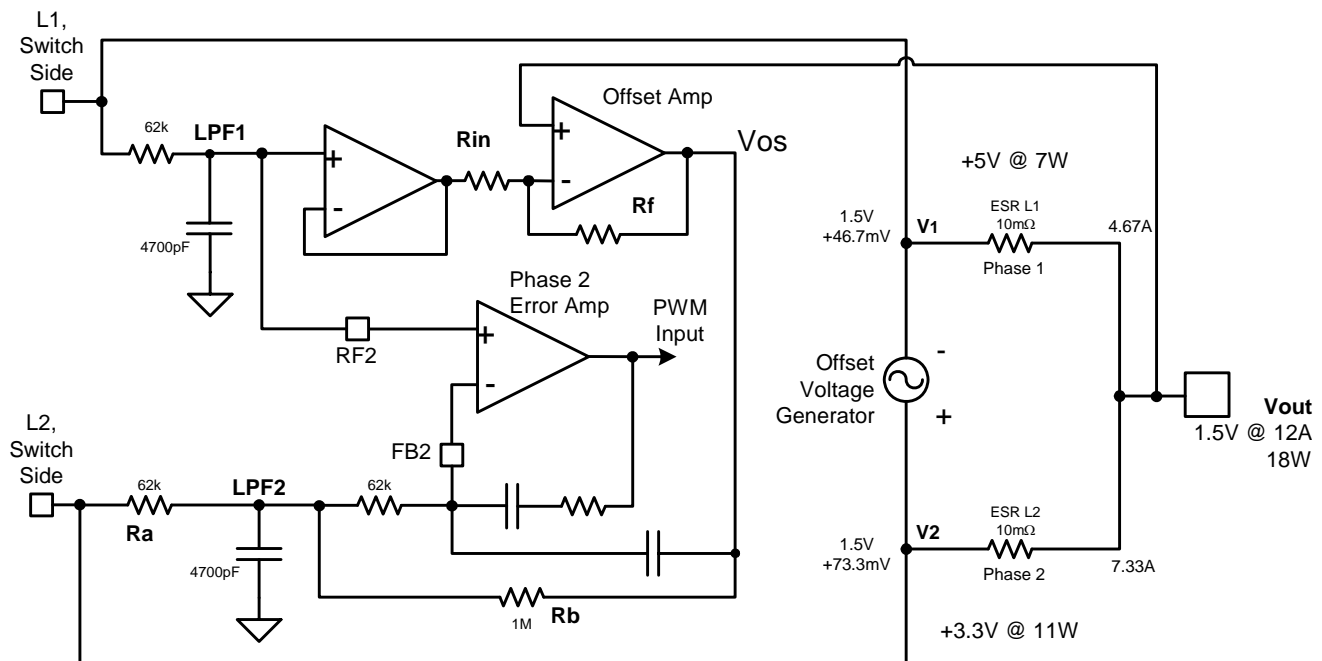 L1,
Switch
Side
62k
LPF1
4700pF
Rin
Offset Amp
Vos
Rf
+
-
+
-
Phase 2
Error Amp
PWM
Input
RF2
+
-
FB2
L2,
Switch
Side
62k
Ra
LPF2
62k
4700pF
1M
Rb
+5V @ 7W
1.5V
+46.7mV
V1
ESR L1
10mΩ
Phase 1
4.67A
Offset
Voltage
Generator
-
+
Vout
1.5V @ 12A
18W
1.5V
+73.3mV
V2
ESR L2
10mΩ
Phase 2
7.33A
+3.3V @ 11W